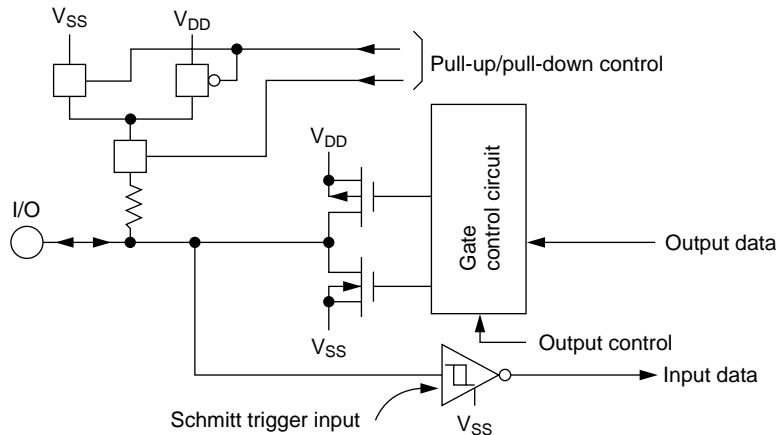 VSS
VDD
Pull-up/pull-down control
VDD
I/O
Gate
control circuit
Output data
VSS
Output control
Input data
Schmitt trigger input
VSS